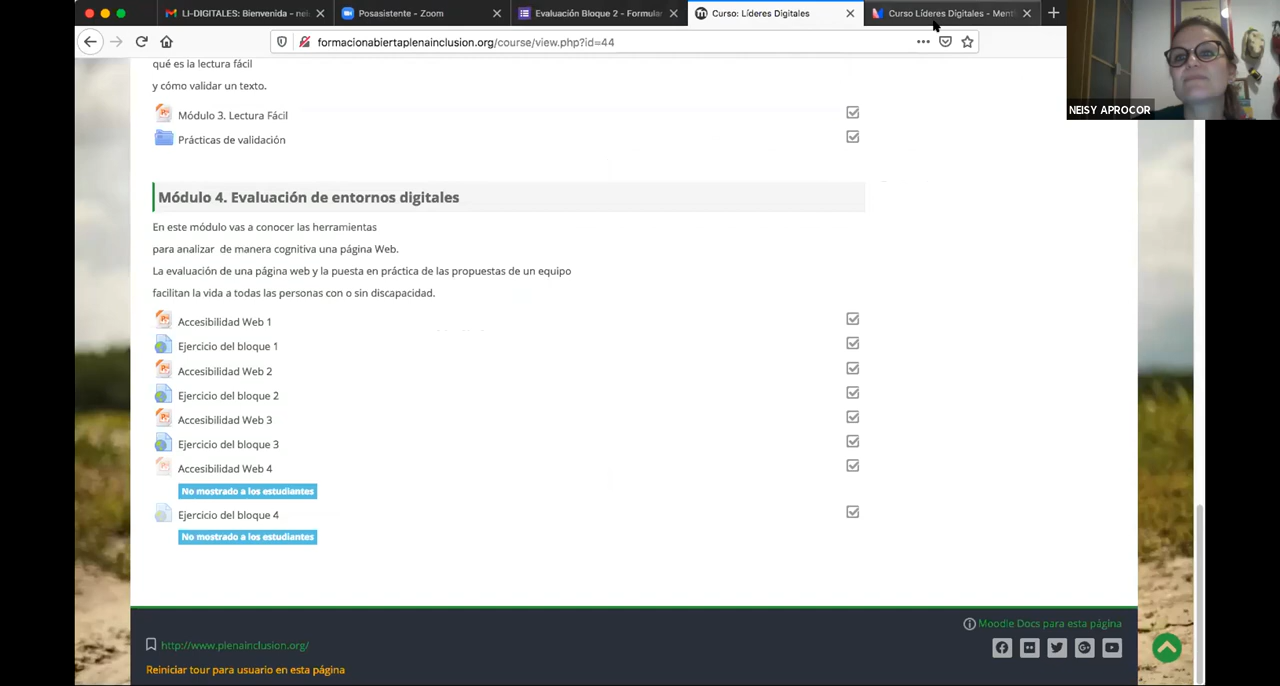 LI-DIGITALES: Bienvenida - nei
Posasistente - Zoom
Evaluación Bloque 2 - Formular
Curso: Líderes Digitales
Curso Líderes Digitales - Menti
formacionabiertaplenainclusion.org/course/view.php?id=44
NEISY APROCOR
qué es la lectura fácil
y cómo validar un texto.
Módulo 3. Lectura Fácil
Prácticas de validación
Módulo 4. Evaluación de entornos digitales
En este módulo vas a conocer las herramientas
para analizar de manera cognitiva una página Web.
La evaluación de una página web y la puesta en práctica de las propuestas de un equipo
facilitan la vida a todas las personas con o sin discapacidad.
Accesibilidad Web 1
Ejercicio del bloque 1
Accesibilidad Web 2
Ejercicio del bloque 2
Accesibilidad Web 3
Ejercicio del bloque 3
Accesibilidad Web 4
No mostrado a los estudiantes
Ejercicio del bloque 4
No mostrado a los estudiantes
Moodle Docs para esta página
http://www.plenainclusion.org/
Reiniciar tour para usuario en esta página